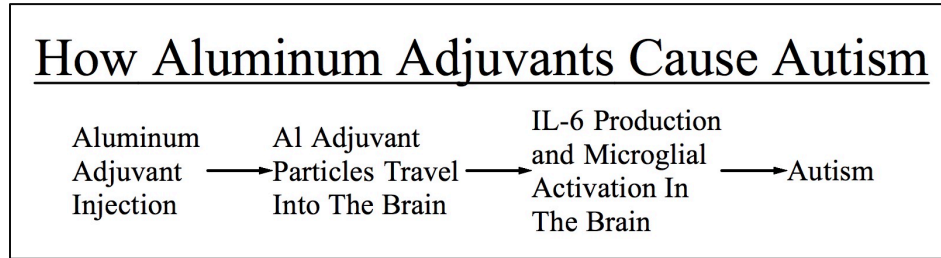 How Aluminum Adjuvants Cause Autism
Aluminum
Adjuvant
Injection
Al Adjuvant
Particles Travel
Into The Brain
IL-6 Production
and Microglial
Activation In
The Brain
Autism